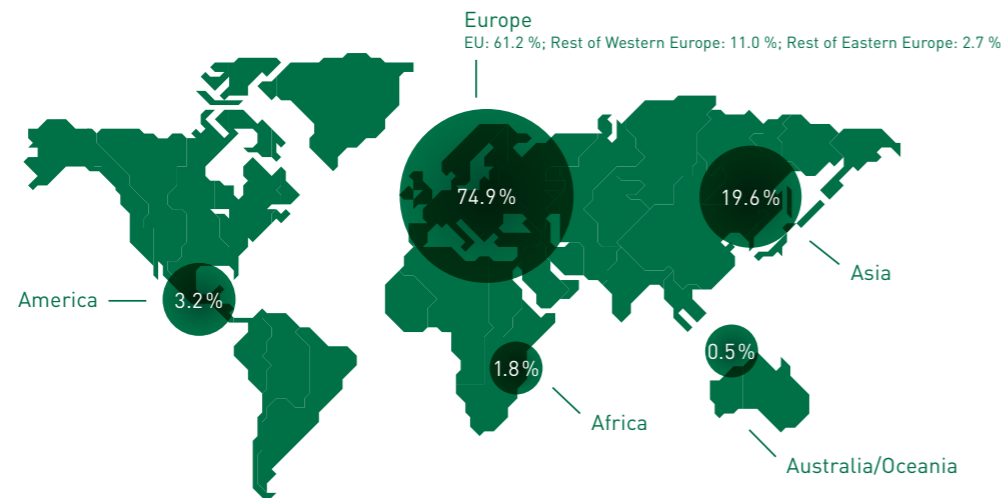 Europe
EU: 61.2 %; Rest of Western Europe: 11.0 %; Rest of Eastern Europe: 2.7 %
74.9 %
19.6 %
Asia
America
3.2 %
0.5 %
1.8 %
Africa
Australia/Oceania